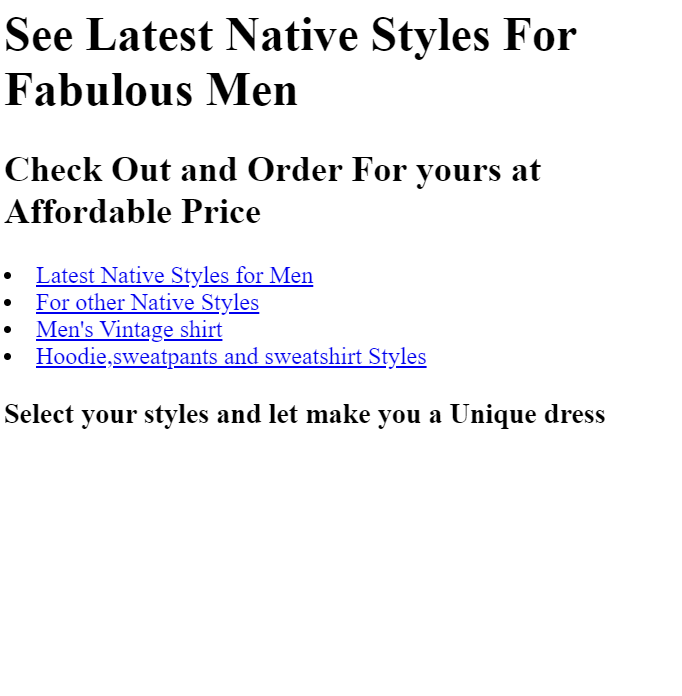 See Latest Native Styles For
Fabulous Men
Check Out and Order For yours at
Affordable Price
Latest Native Styles for Men
For other Native Styles
Men's Vintage shirt
Hoodie,sweatpants and sweatshirt Styles
Select your styles and let make you a Unique dress